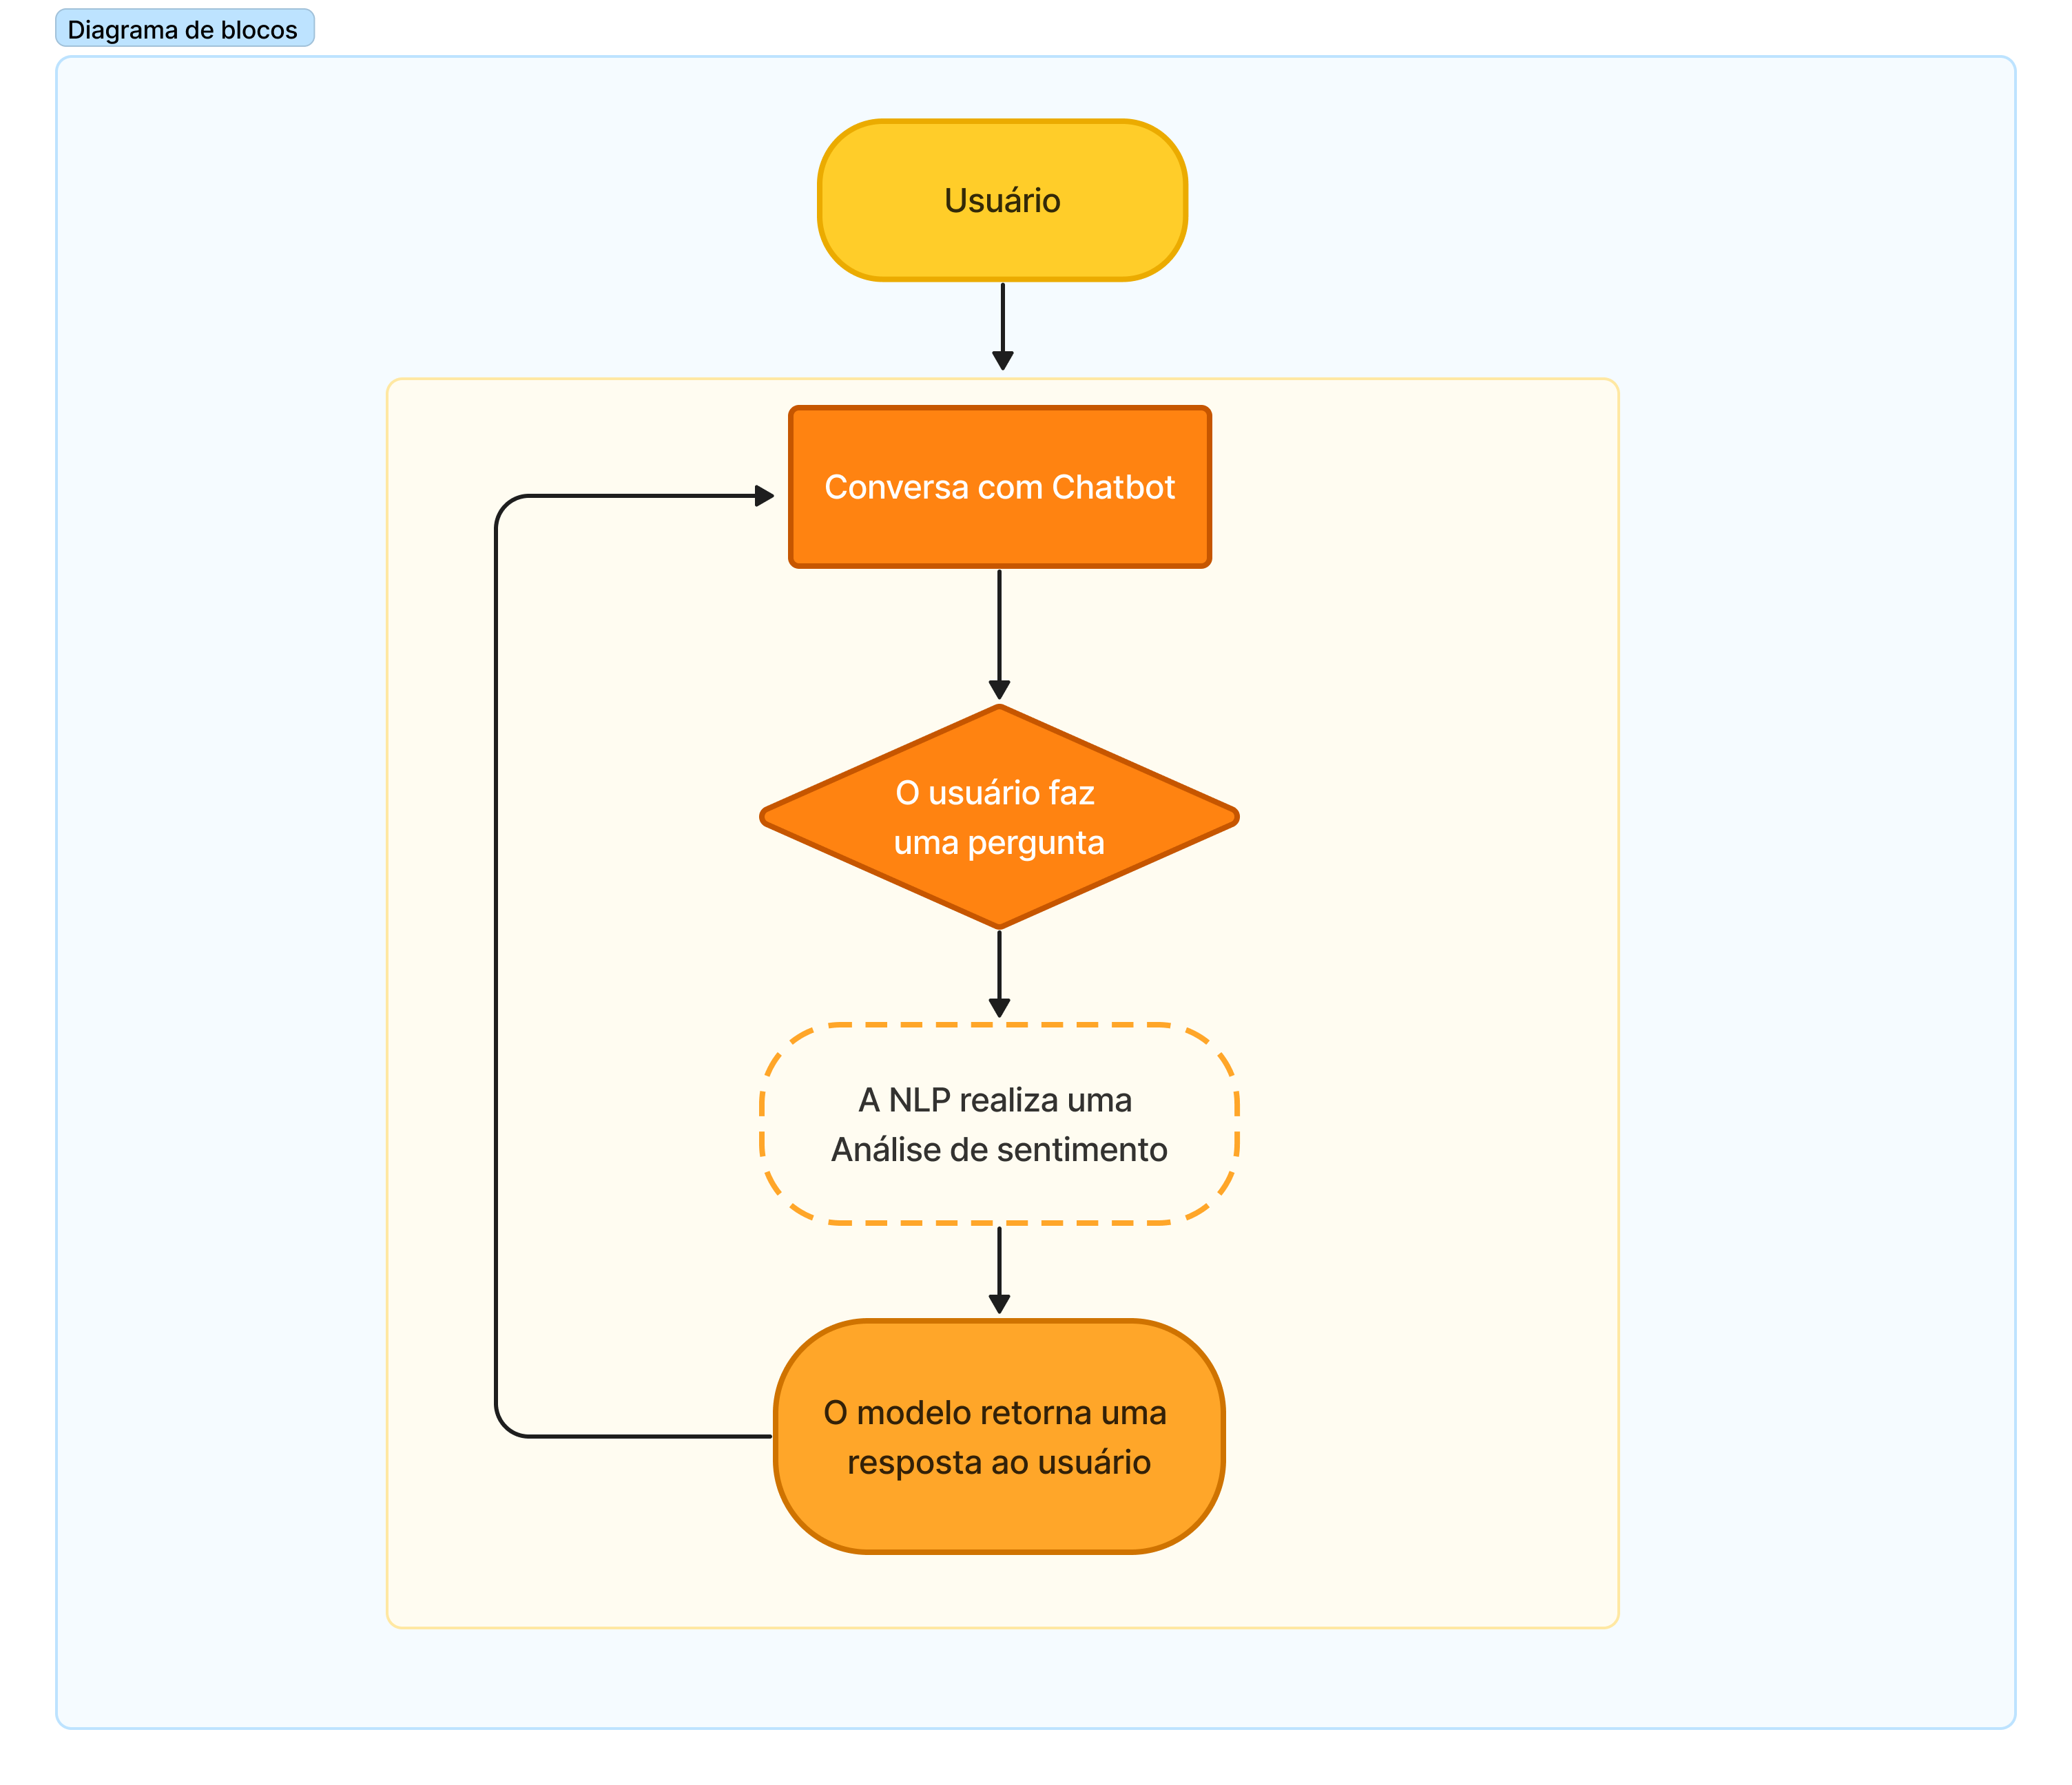 Diagrama de blocos
Usuário
Conversa com Chatbot
O usuário faz
uma pergunta
A NLP realiza uma
Análise de sentimento
O modelo retorna uma
resposta ao usuário